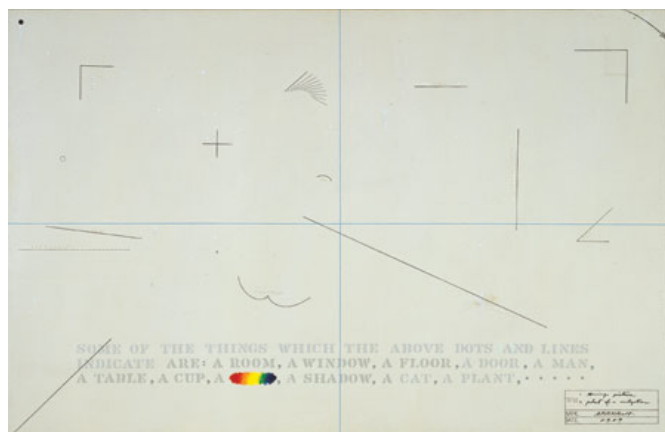 SOME OF THE THINGS WHICH THE ABOVE DOTS AND LINES
INDICATE ARE: A ROOM, A WINDOW, A FLOOR, A DOOR, A MAN,
A TABLE, A CUP, A , A SHADOW, A CAT, A PLANT, · · · · ·